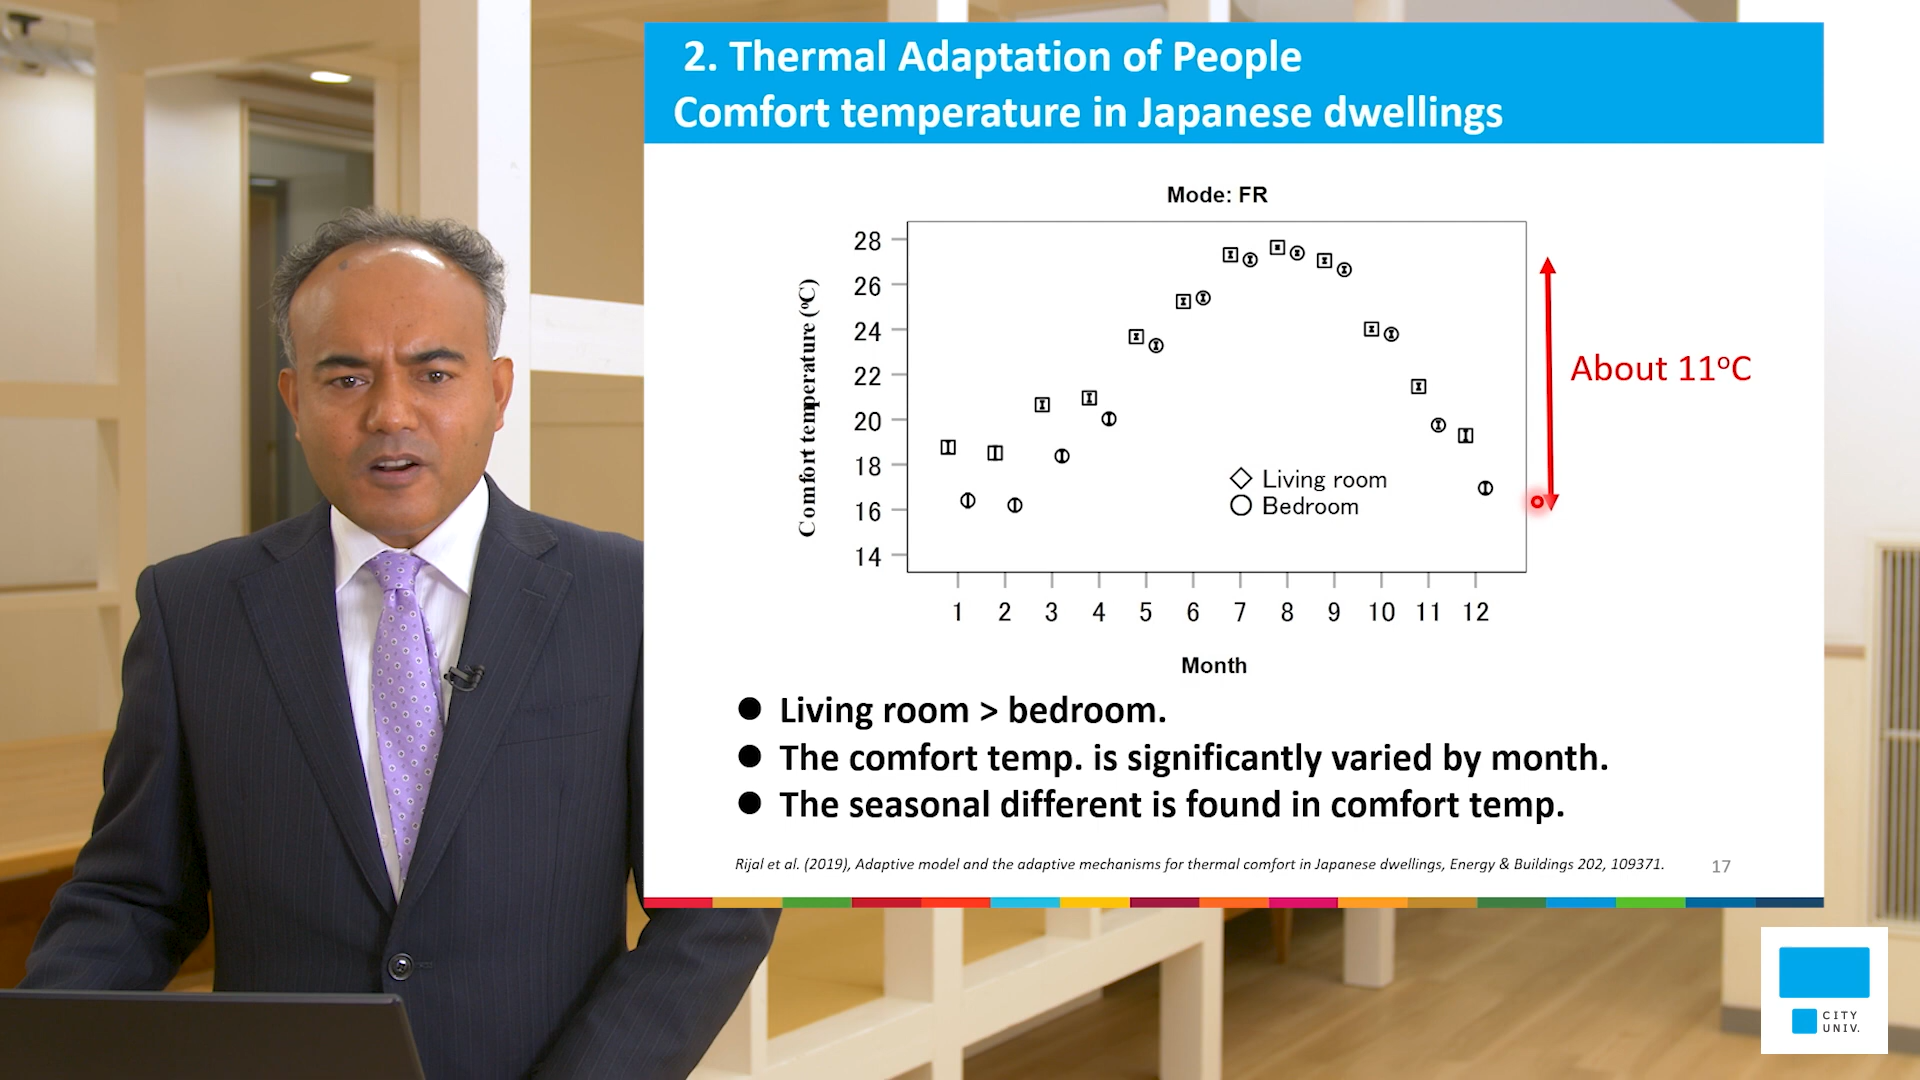 2. Thermal Adaptation of People
Comfort temperature in Japanese dwellings
Mode: FR
28
26
24
22
20
18
16
14
Comfort temperature (ºC)
Living room
Bedroom
About 11ºC
1 2 3 4 5 6 7 8 9 10 11 12
Month
● Living room > bedroom.
● The comfort temp. is significantly varied by month.
● The seasonal different is found in comfort temp.
Rijal et al. (2019), Adaptive model and the adaptive mechanisms for thermal comfort in Japanese dwellings, Energy & Buildings 202, 109371.
17
CITY
UNIV.